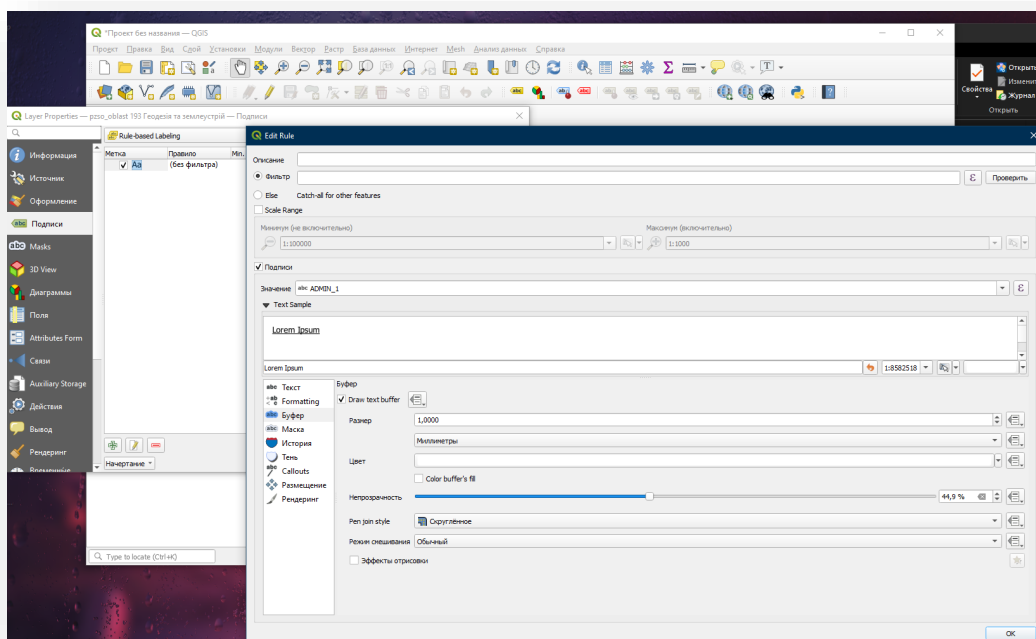 *Проект без названия — QGIS
Проект Правка Вид Слой Установки Модули Вектор Растр База данных Интернет Mesh Анализ данных Справка
Открыть
Свойства
Журнал
Открыть
Layer Properties — pzso_oblast 193 Геодезія та землеустрій — Подписи
Rule-based Labeling
Информация
Источник
Оформление
Подписи
Masks
3D View
Диаграммы
Поля
Attributes Form
Связи
Auxiliary Storage
Действия
Вывод
Рендеринг
Метка Правило Min.
Aa (без фильтра)
Начертание
Type to locate (Ctrl+K)
Edit Rule
Описание
Фильтр
ε Проверить
Else Catch-all for other features
Scale Range
Минимум (не включительно) Максимум (включительно)
1:100000 1:1000
Подписи
Значение abc ADMIN_1 ε
Text Sample
Lorem Ipsum
Lorem Ipsum 1:8582518
Текст
Formatting
Буфер
Маска
История
Тень
Callouts
Размещение
Рендеринг
Буфер
Draw text buffer
Размер 1,0000
Миллиметры
Цвет
Color buffer's fill
Непрозрачность 44,9 %
Pen join style Скруглённое
Режим смешивания Обычный
Эффекты отрисовки
OK